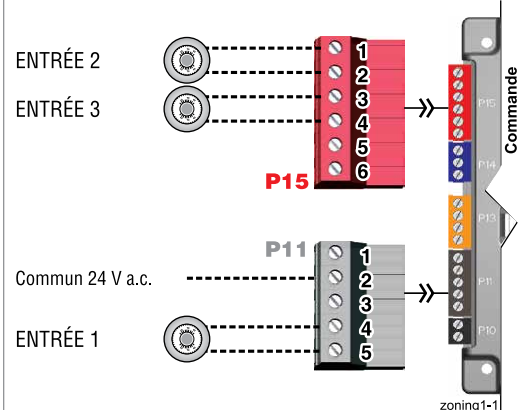 ENTRÉE 2
ENTRÉE 3
P15
1
2
3
4
5
6
P11
Commun 24 V a.c.
ENTRÉE 1
1
2
3
4
5
P15
P14
P13
P11
P10
Commande
zoning1-1